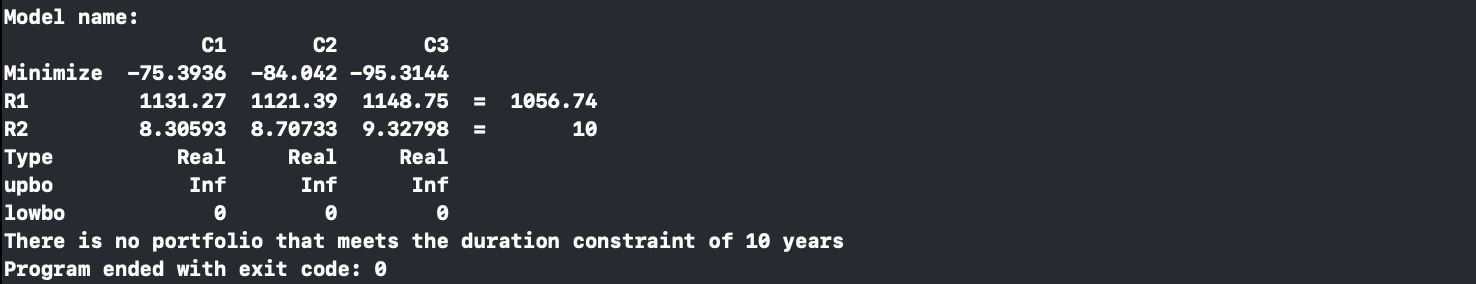 Model name:
                C1       C2       C3
Minimize  -75.3936  -84.042 -95.3144
R1         1131.27  1121.39  1148.75  =  1056.74
R2         8.30593  8.70733  9.32798  =       10
Type          Real     Real     Real
upbo           Inf      Inf      Inf
lowbo            0        0        0
There is no portfolio that meets the duration constraint of 10 years
Program ended with exit code: 0